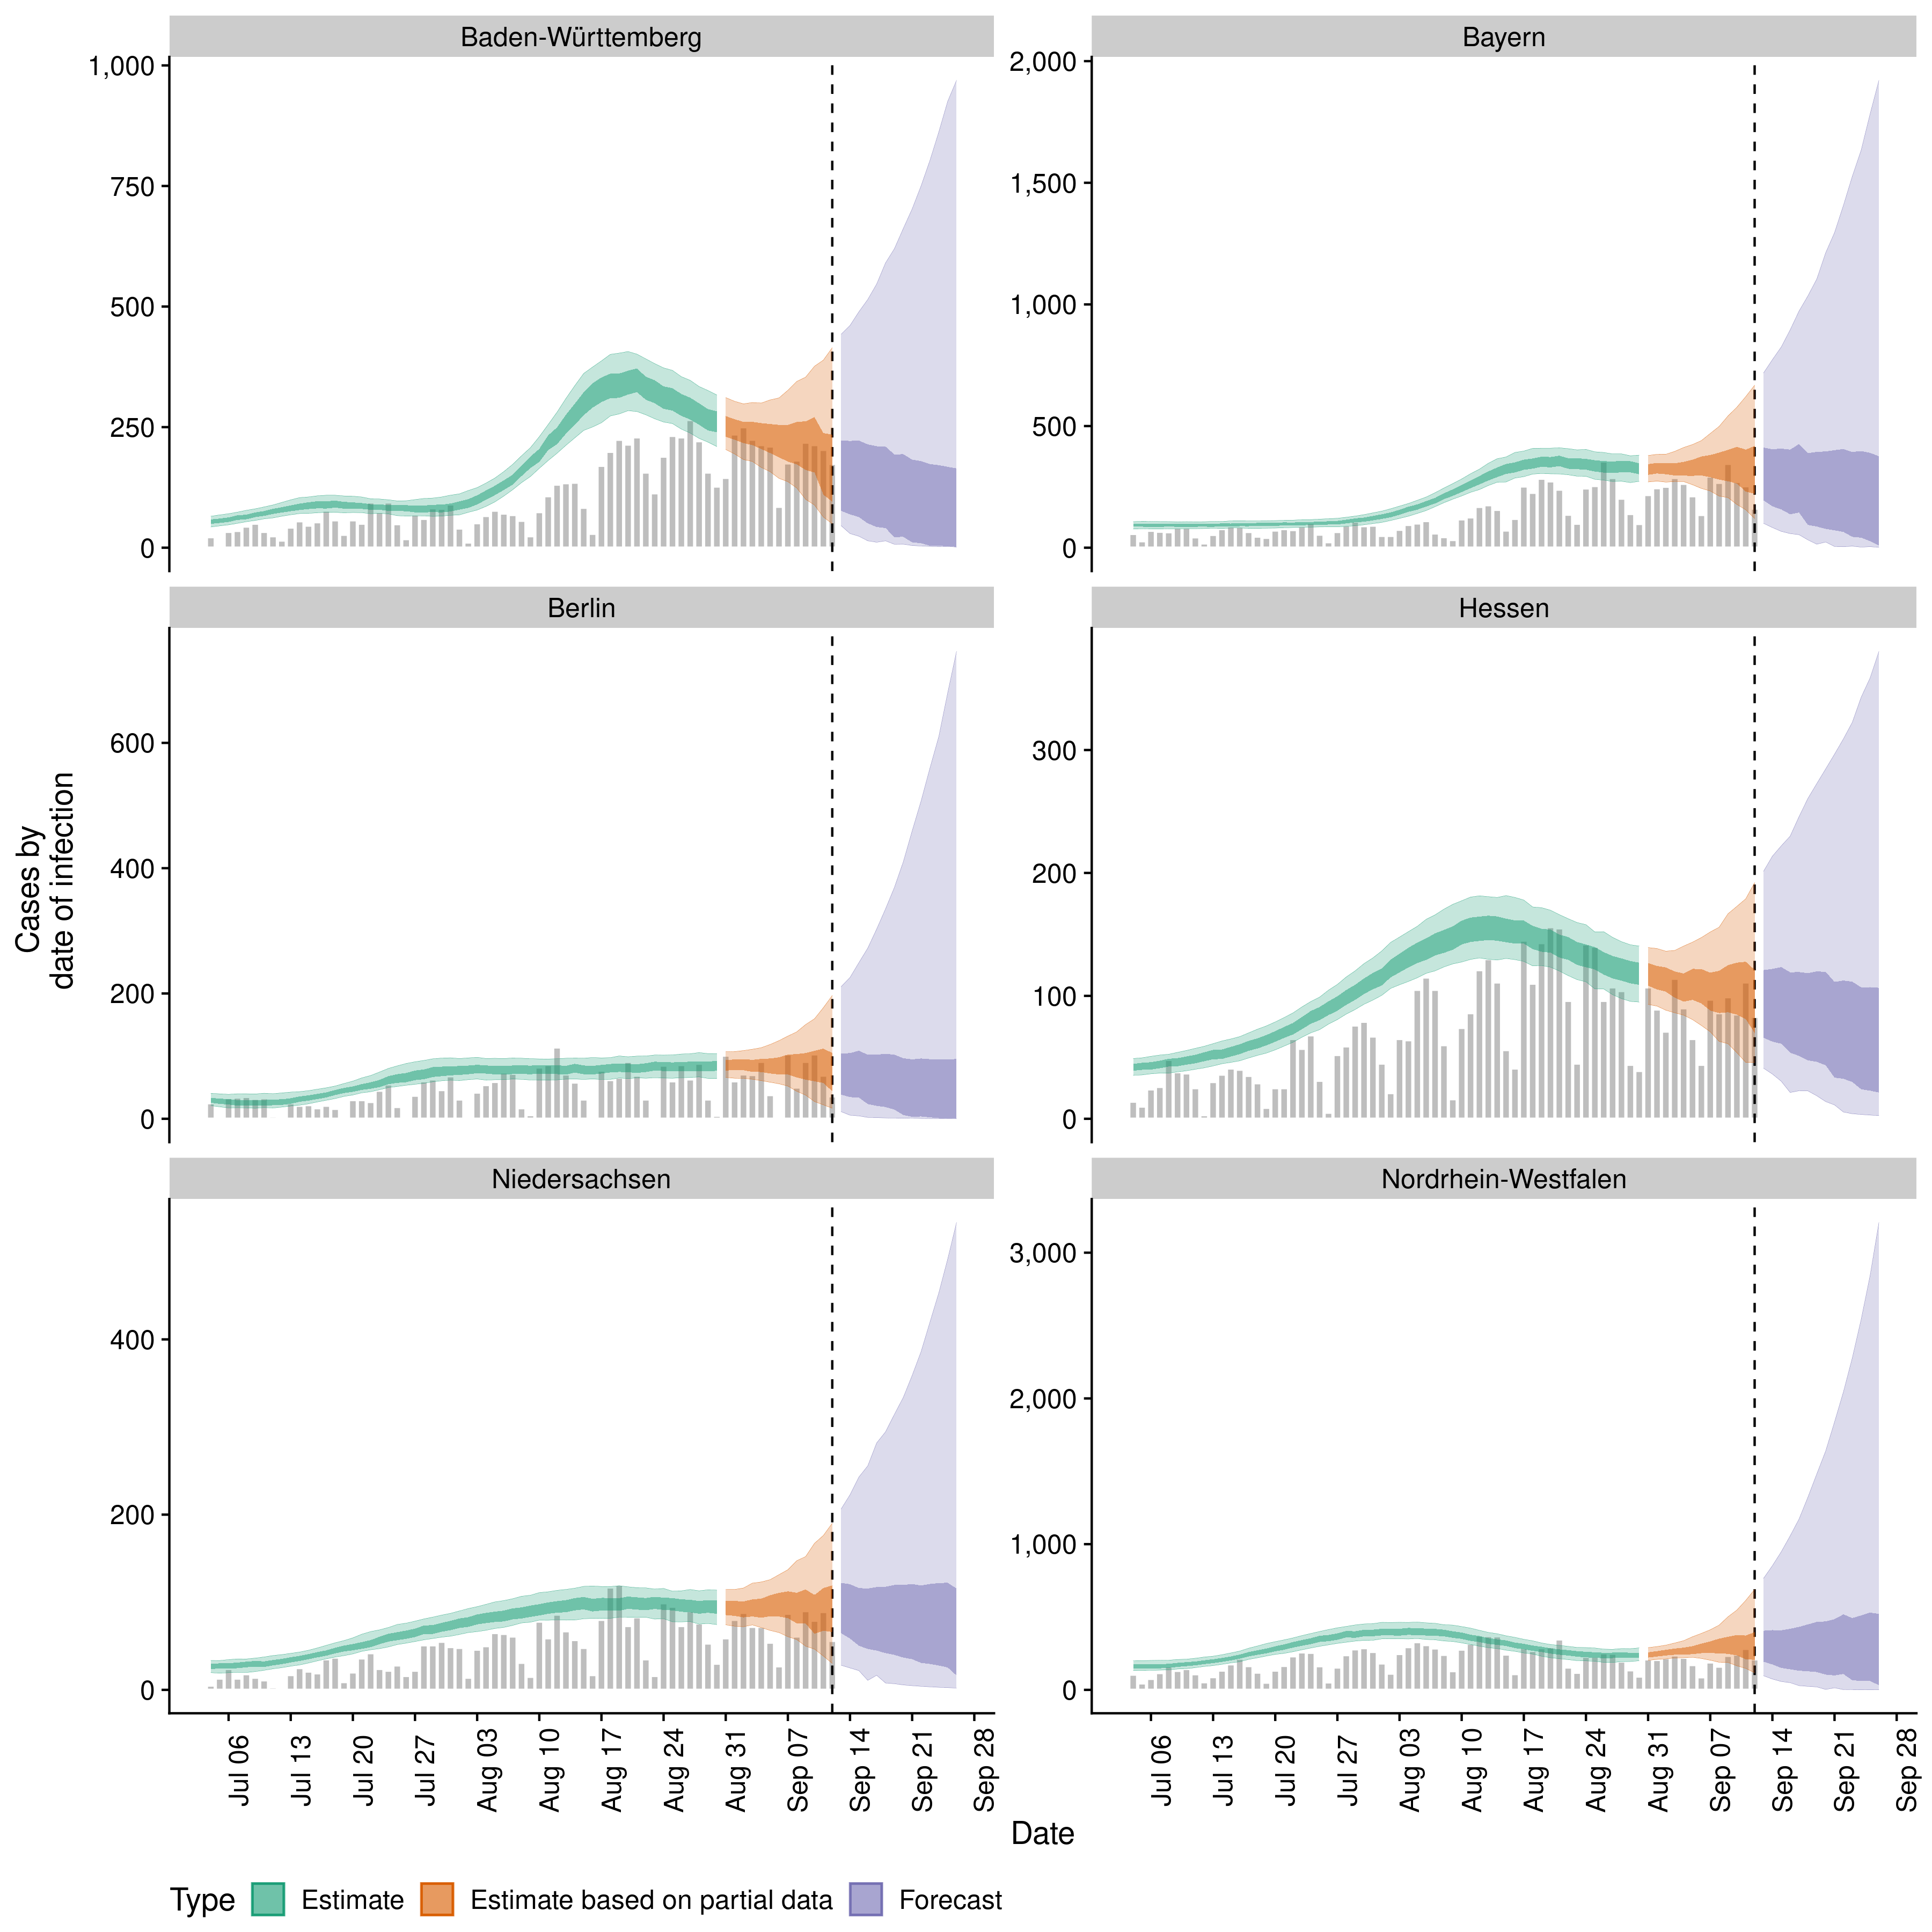 Baden-Württemberg
Bayern
1,000
750
500
250
0
2,000
1,500
1,000
500
0
Berlin
Hessen
600
400
200
0
300
200
100
0
Cases by
date of infection
Niedersachsen
Nordrhein-Westfalen
400
200
0
3,000
2,000
1,000
0
Jul 06
Jul 13
Jul 20
Jul 27
Aug 03
Aug 10
Aug 17
Aug 24
Aug 31
Sep 07
Sep 14
Sep 21
Sep 28
Jul 06
Jul 13
Jul 20
Jul 27
Aug 03
Aug 10
Aug 17
Aug 24
Aug 31
Sep 07
Sep 14
Sep 21
Sep 28
Date
Type Estimate Estimate based on partial data Forecast